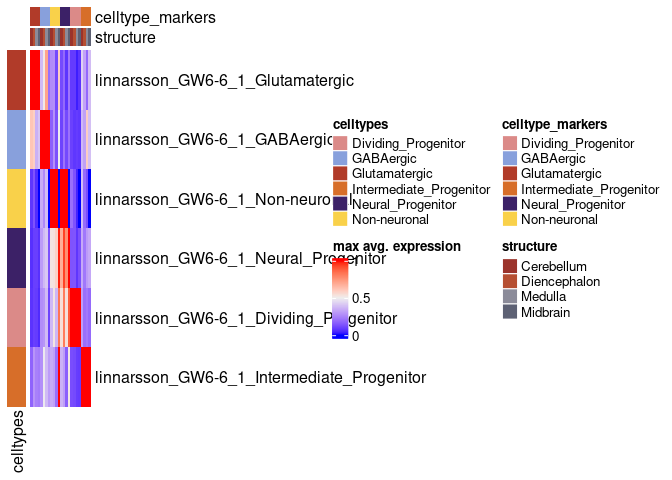 celltype_markers
structure
linnarsson_GW6-6_1_Glutamatergic
linnarsson_GW6-6_1_GABAergic
linnarsson_GW6-6_1_Non-neuronal
linnarsson_GW6-6_1_Neural_Progenitor
linnarsson_GW6-6_1_Dividing_Progenitor
linnarsson_GW6-6_1_Intermediate_Progenitor
celltypes
celltypes
Dividing_Progenitor
GABAergic
Glutamatergic
Intermediate_Progenitor
Neural_Progenitor
Non-neuronal
max avg. expression
1
0.5
0
celltype_markers
Dividing_Progenitor
GABAergic
Glutamatergic
Intermediate_Progenitor
Neural_Progenitor
Non-neuronal
structure
Cerebellum
Diencephalon
Medulla
Midbrain